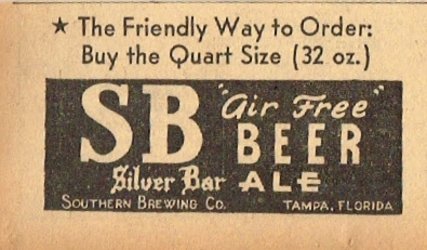 ★ The Friendly Way to Order:
Buy the Quart Size (32 oz.)
SB "Air Free"
BEER
Silver Bar ALE
SOUTHERN BREWING CO. TAMPA, FLORIDA